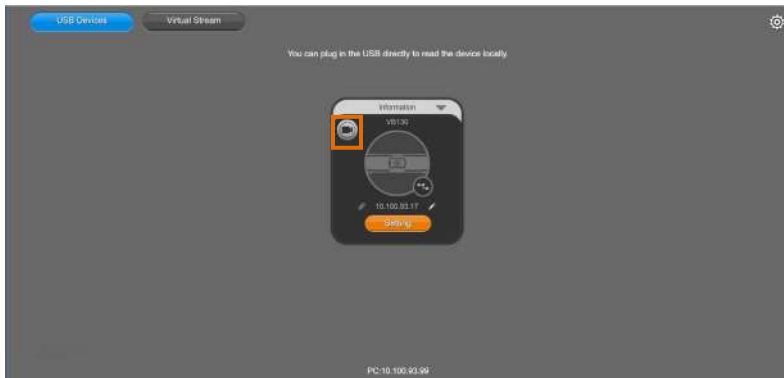 USB Devices
Virtual Stream
You can plug in the USB directly to read the device locally.
Information
VB130
10.100.93.17
Setting
PC:10.100.93.99